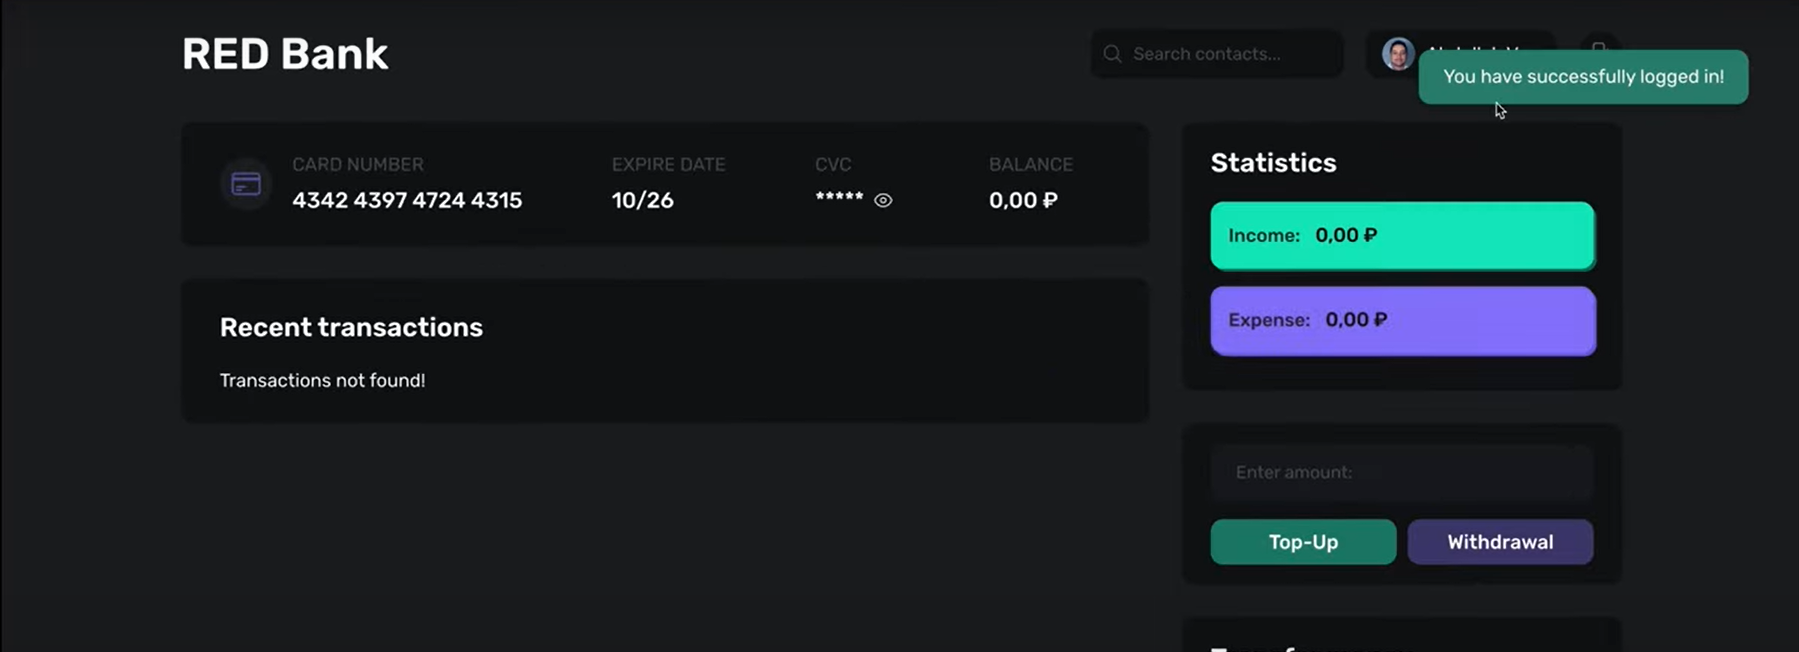 RED Bank
Search contacts...
You have successfully logged in!
CARD NUMBER
4342 4397 4724 4315
EXPIRE DATE
10/26
CVC
*****
BALANCE
0,00 ₽
Statistics
Income: 0,00 ₽
Expense: 0,00 ₽
Recent transactions
Transactions not found!
Enter amount:
Top-Up
Withdrawal